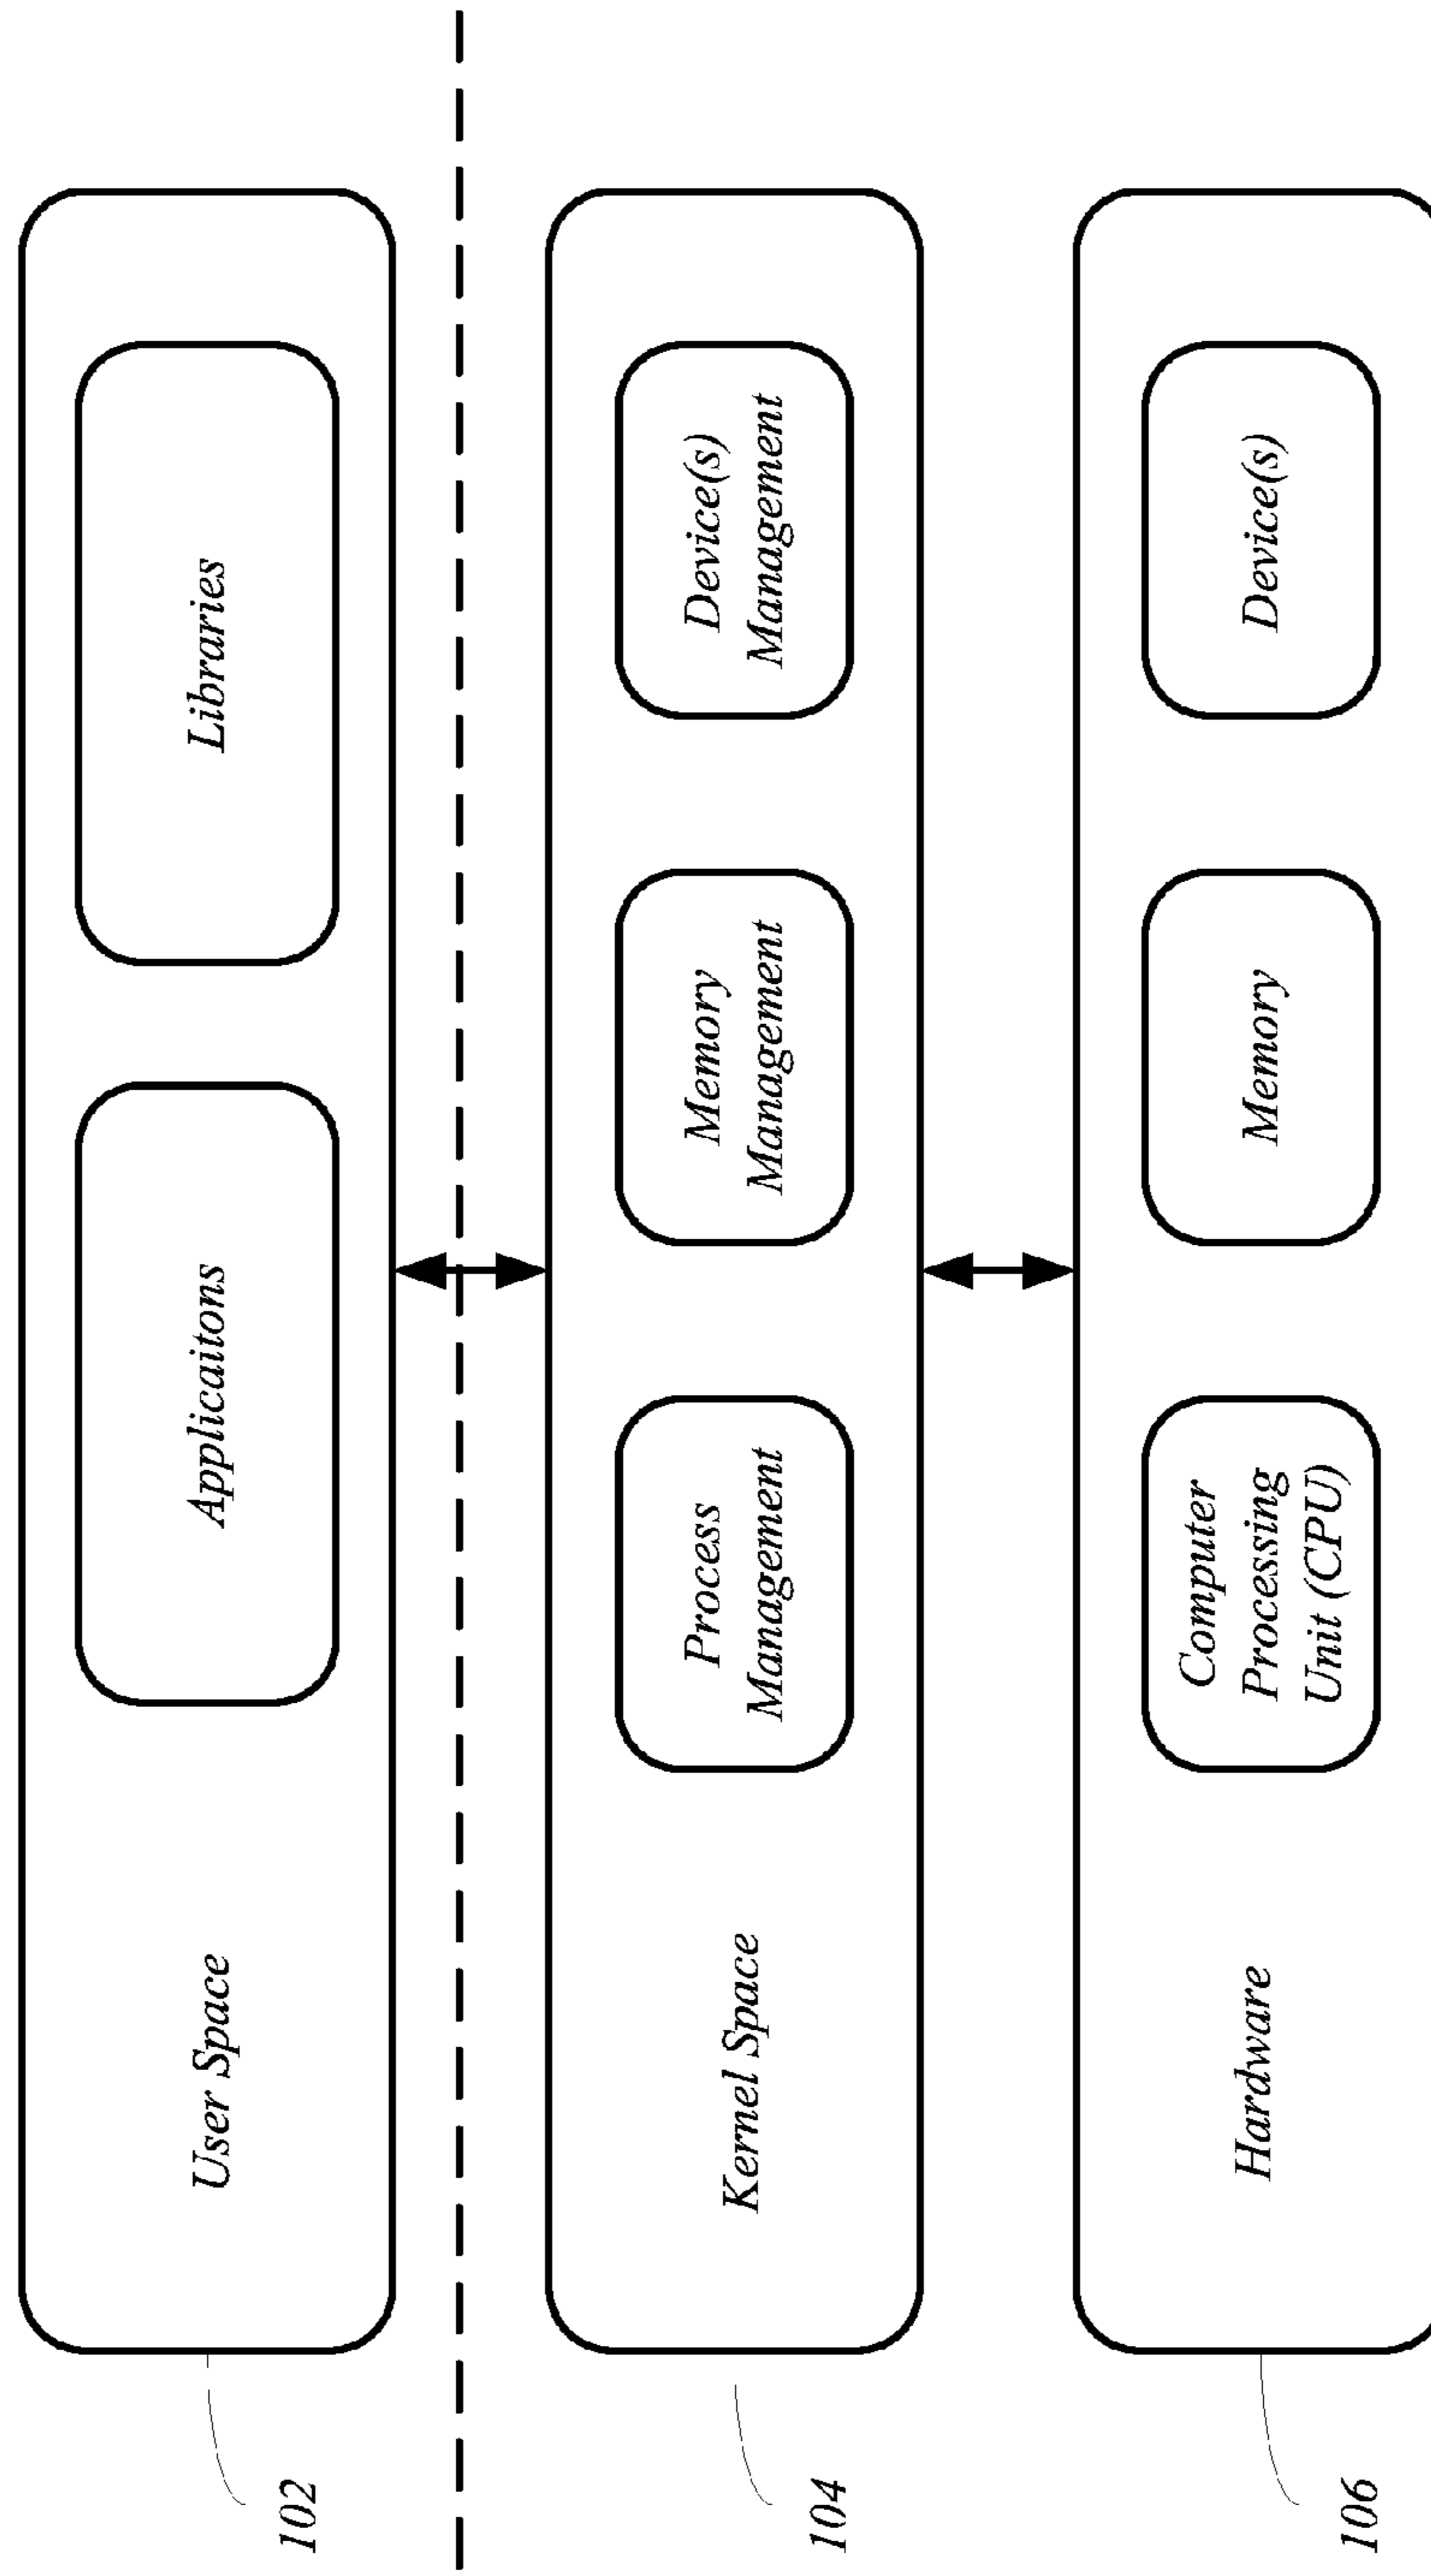 102
User Space
Applicaitons
Libraries
104
Kernel Space
Process
Management
Memory
Management
Device(s)
Management
106
Hardware
Computer
Processing
Unit (CPU)
Memory
Device(s)